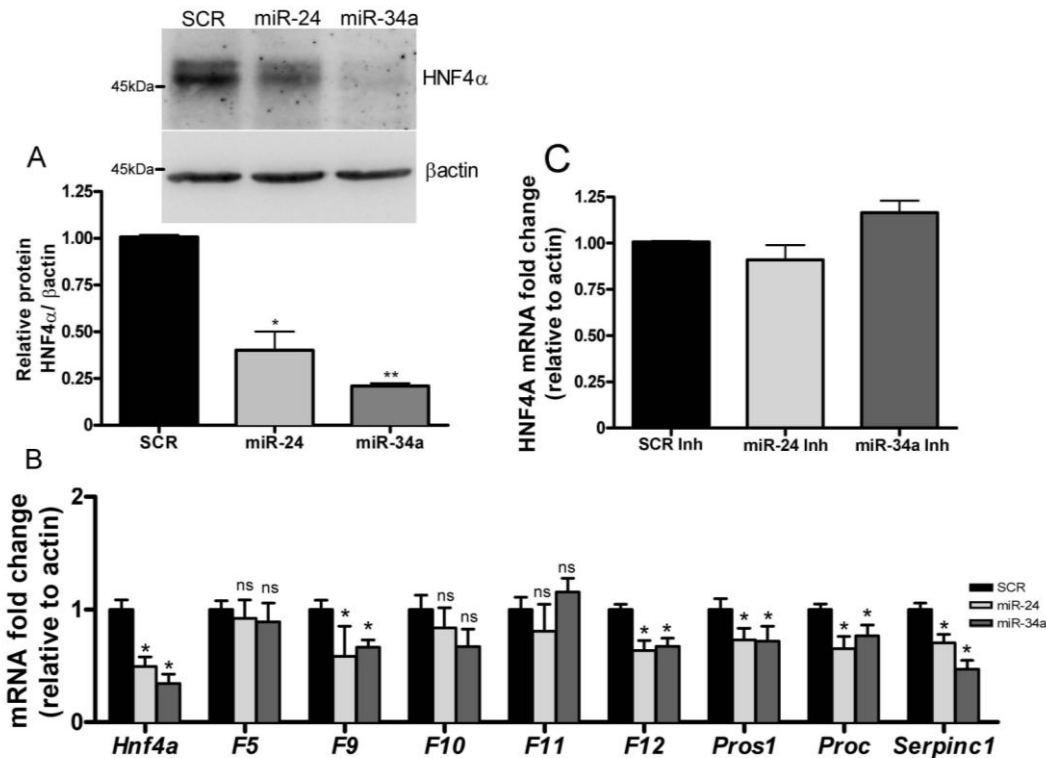 SCR miR-24 miR-34a
45kDa HNF4α
45kDa βactin
A
Relative protein
HNF4α/ βactin
1.25
1.00
0.75
0.50
0.25
0
*
**
SCR miR-24 miR-34a
C
HNF4A mRNA fold change
(relative to actin)
1.25
1.00
0.75
0.50
0.25
0
SCR Inh miR-24 Inh miR-34a Inh
B
mRNA fold change
(relative to actin)
2
1
0
* * ns ns * * ns ns ns ns * * * * * * * *
SCR
miR-24
miR-34a
Hnf4a F5 F9 F10 F11 F12 Pros1 Proc Serpinc1